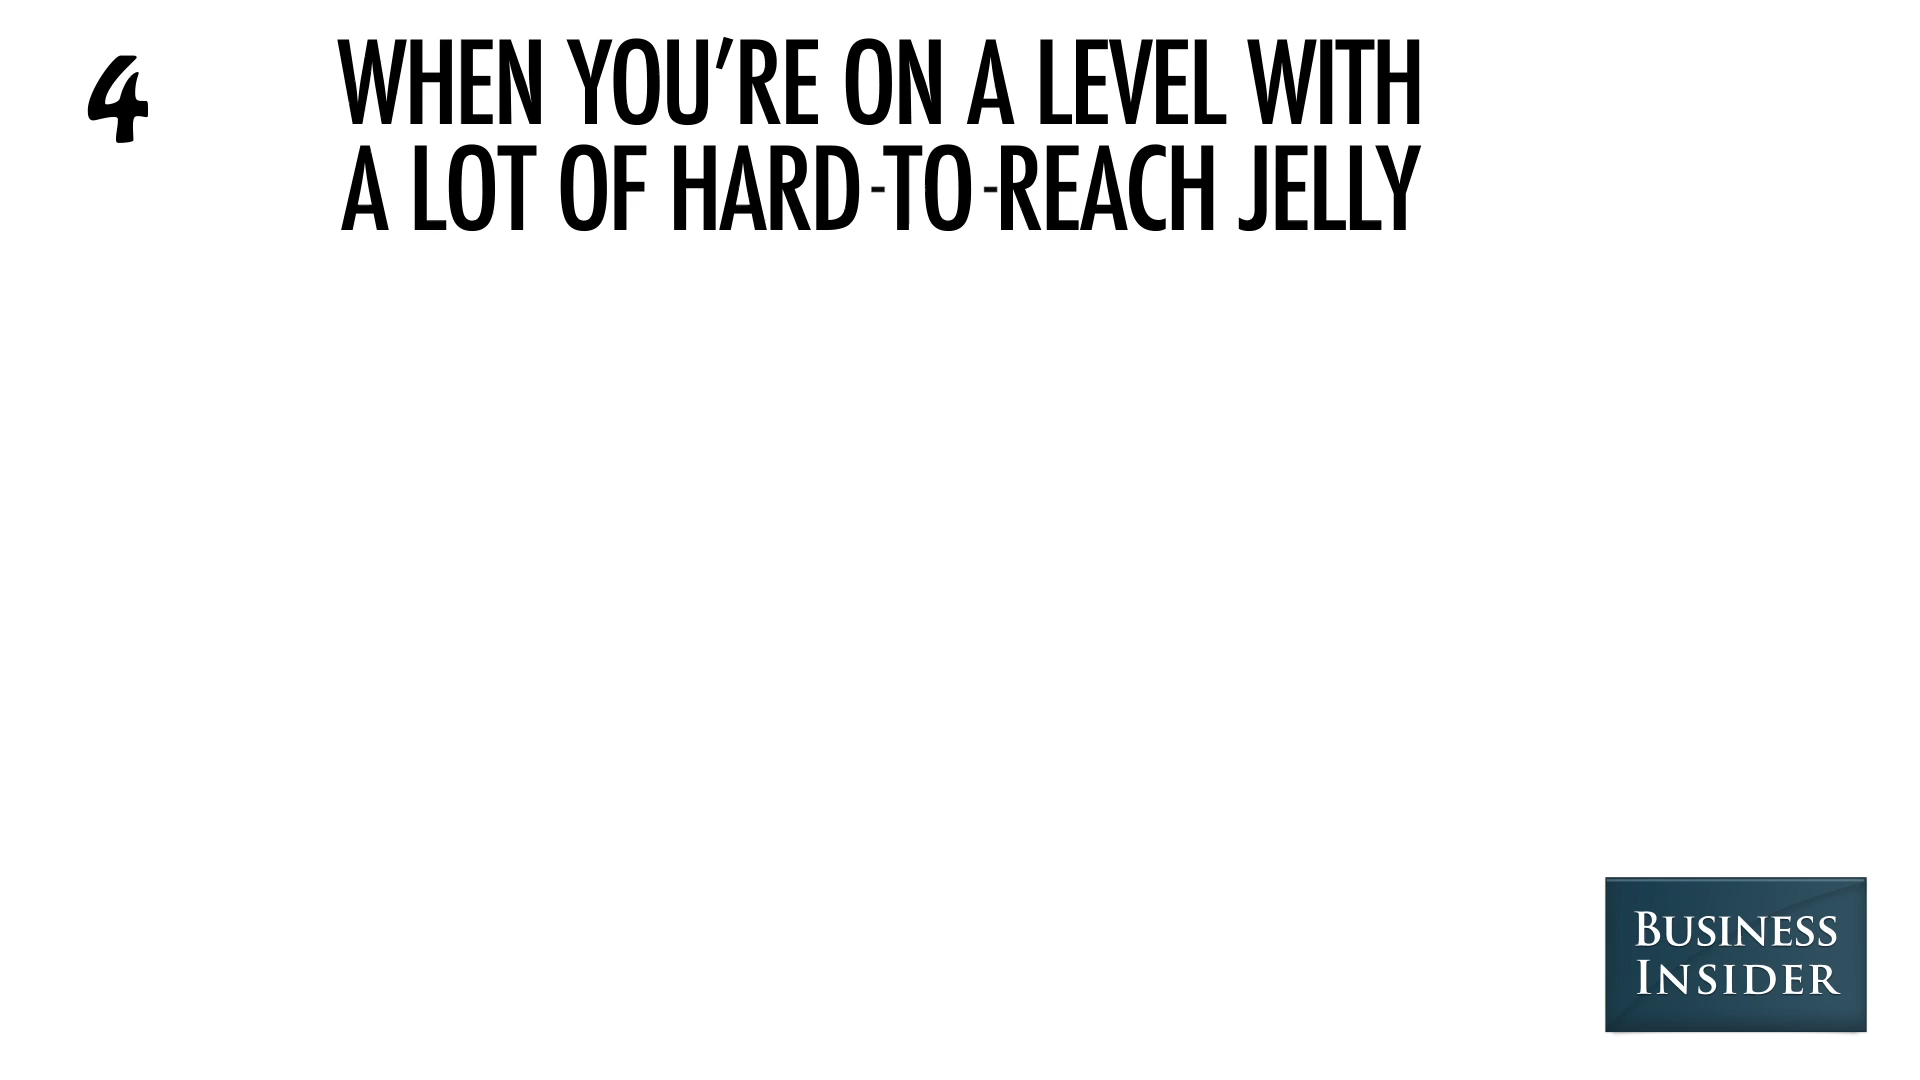 4
WHEN YOU'RE ON A LEVEL WITH
A LOT OF HARD-TO-REACH JELLY
BUSINESS
INSIDER